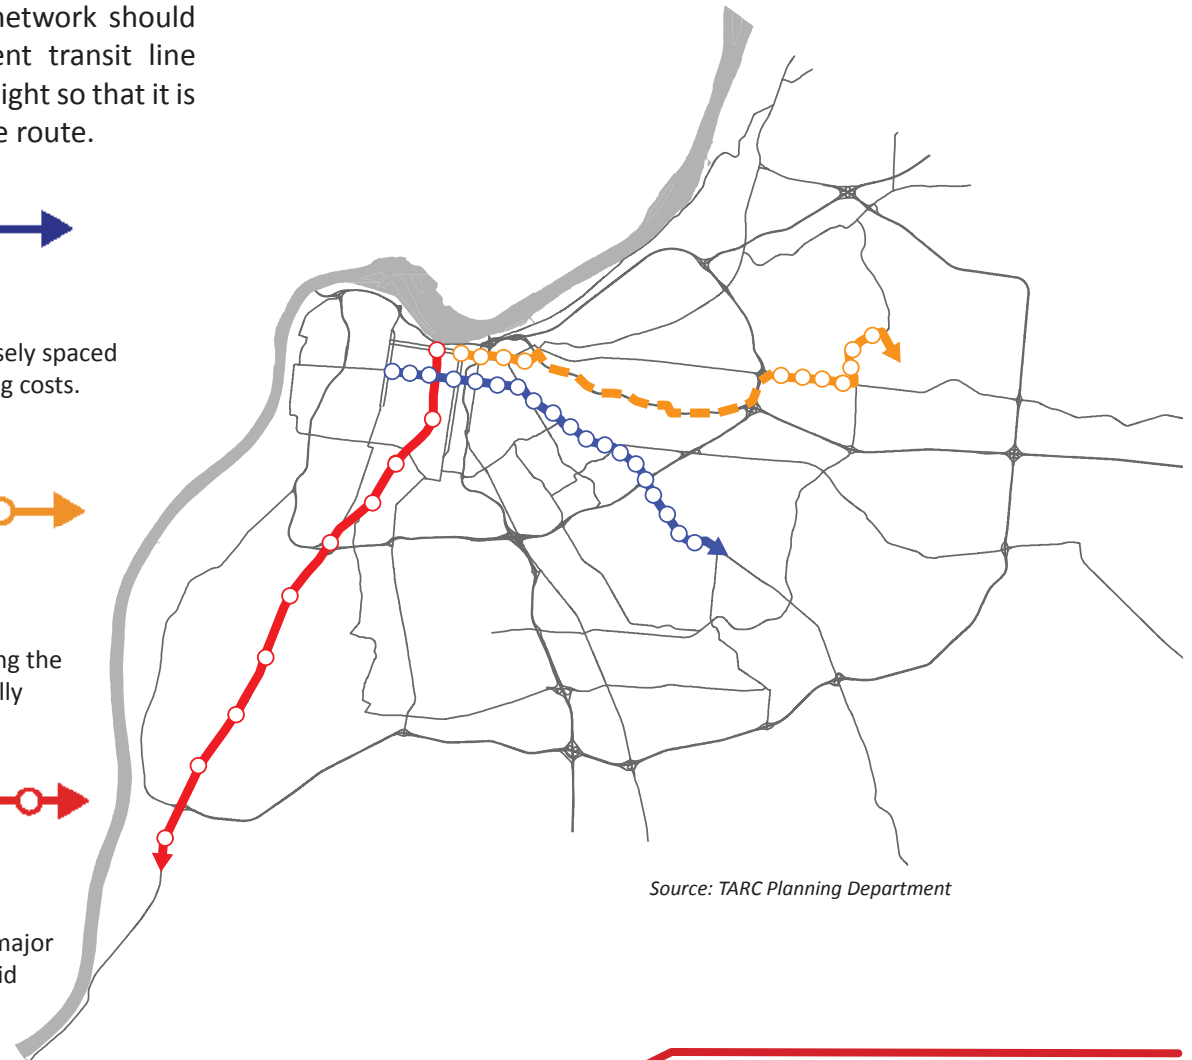 network should
ent transit line
ight so that it is
e route.
sely spaced
g costs.
ng the
lly
major
id
Source: TARC Planning Department